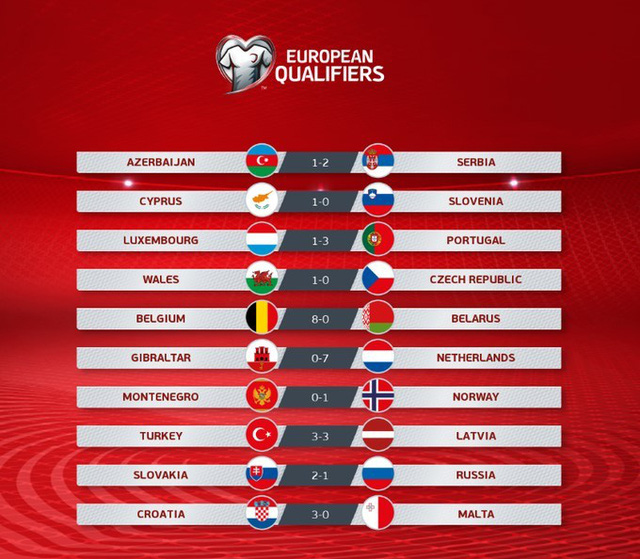 EUROPEAN
QUALIFIERS
™
AZERBAIJAN 1-2 SERBIA
CYPRUS 1-0 SLOVENIA
LUXEMBOURG 1-3 PORTUGAL
WALES 1-0 CZECH REPUBLIC
BELGIUM 8-0 BELARUS
GIBRALTAR 0-7 NETHERLANDS
MONTENEGRO 0-1 NORWAY
TURKEY 3-3 LATVIA
SLOVAKIA 2-1 RUSSIA
CROATIA 3-0 MALTA